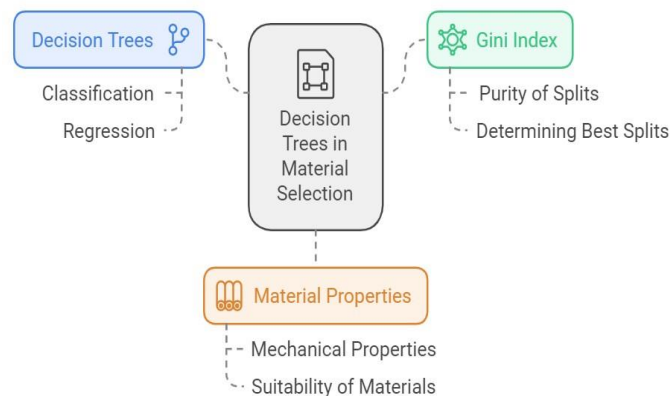 Decision Trees
Classification
Regression
Decision
Trees in
Material
Selection
Gini Index
Purity of Splits
Determining Best Splits
Material Properties
Mechanical Properties
Suitability of Materials